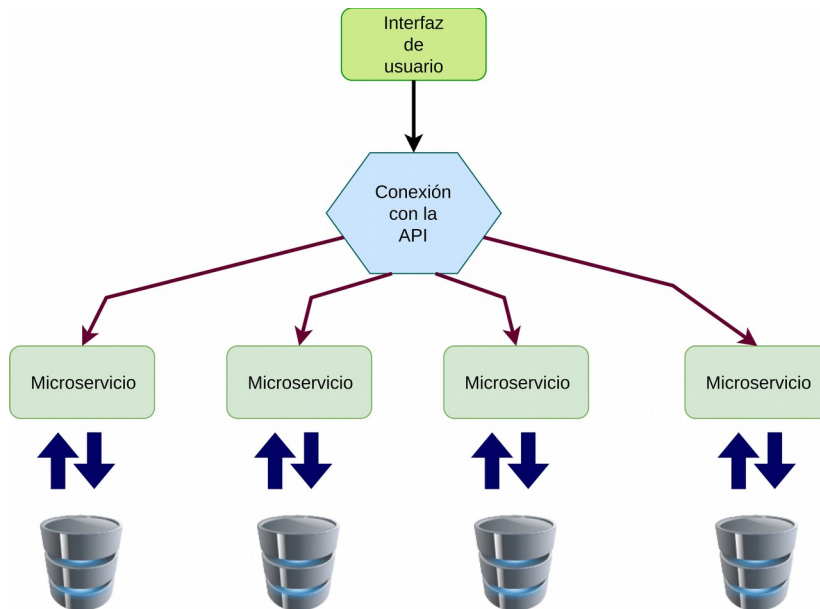 Interfaz
de
usuario
Conexión
con la
API
Microservicio
Microservicio
Microservicio
Microservicio